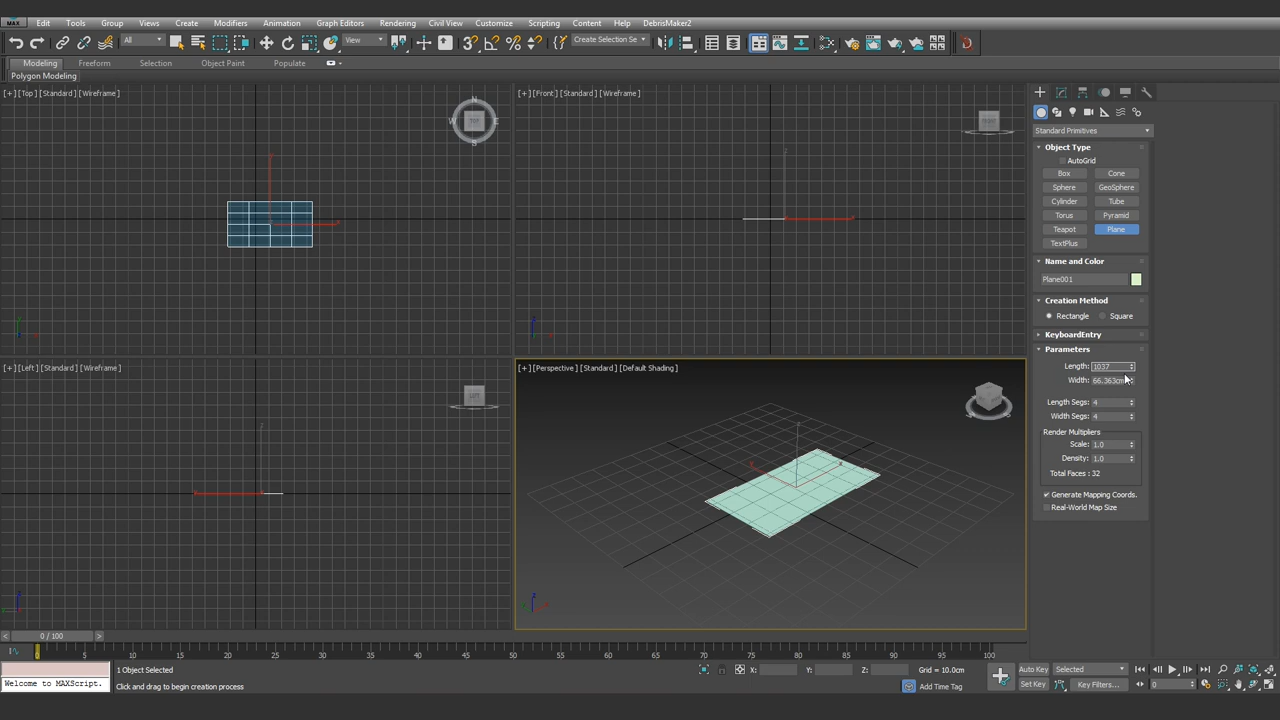 MAX Edit Tools Group Views Create Modifiers Animation Graph Editors Rendering Civil View Customize Scripting Content Help DebrisMaker2
All View Create Selection Se
Modeling Freeform Selection Object Paint Populate
Polygon Modeling
[+] [Top] [Standard] [Wireframe]
N
W TOP E
S
[+] [Front] [Standard] [Wireframe]
FRONT
Standard Primitives
Object Type
AutoGrid
Box Cone
Sphere GeoSphere
Cylinder Tube
Torus Pyramid
Teapot Plane
TextPlus
Name and Color
Plane001
Creation Method
Rectangle Square
KeyboardEntry
Parameters
Length: 1037
Width: 66.363cm
Length Segs: 4
Width Segs: 4
Render Multipliers
Scale: 1.0
Density: 1.0
Total Faces : 32
Generate Mapping Coords.
Real-World Map Size
[+] [Left] [Standard] [Wireframe]
LEFT
[+] [Perspective] [Standard] [Default Shading]
< 0 / 100 >
0 5 10 15 20 25 30 35 40 45 50 55 60 65 70 75 80 85 90 95 100
1 Object Selected X: Y: Z: Grid = 10.0cm Auto Key Selected
Welcome to MAXScript. Click and drag to begin creation process Add Time Tag Set Key Key Filters... 0